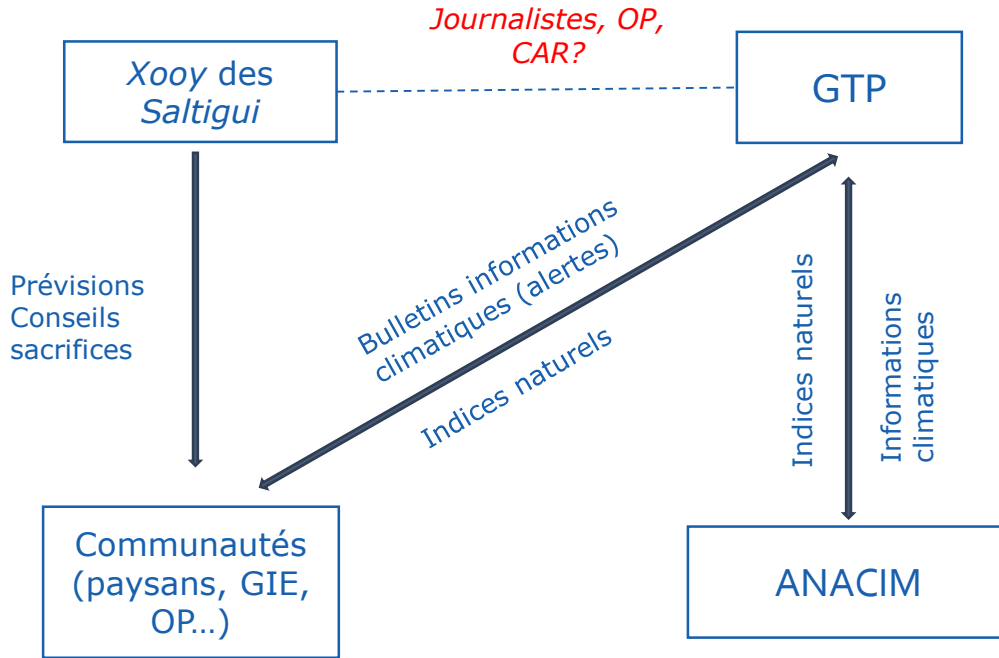 Journalistes, OP,
CAR?
Xooy des
Saltigui
GTP
Prévisions
Conseils
sacrifices
Bulletins informations
climatiques (alertes)
Indices naturels
Indices naturels
Informations
climatiques
Communautés
(paysans, GIE,
OP…)
ANACIM